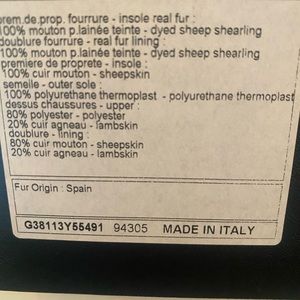 prem.de.prop. fourrure - insole real fur :
100% mouton p.lainée teinte - dyed sheep shearling
doublure fourrure - real fur lining :
100% mouton p.lainée teinte - dyed sheep shearling
premiere de proprete - insole :
100% cuir mouton - sheepskin
semelle - outer sole :
100% polyurethane thermoplast - polyurethane thermoplast
dessus chaussures - upper :
80% polyester - polyester
20% cuir agneau - lambskin
doublure - lining :
80% cuir mouton - sheepskin
20% cuir agneau - lambskin
Fur Origin : Spain
G38113Y55491 94305 MADE IN ITALY